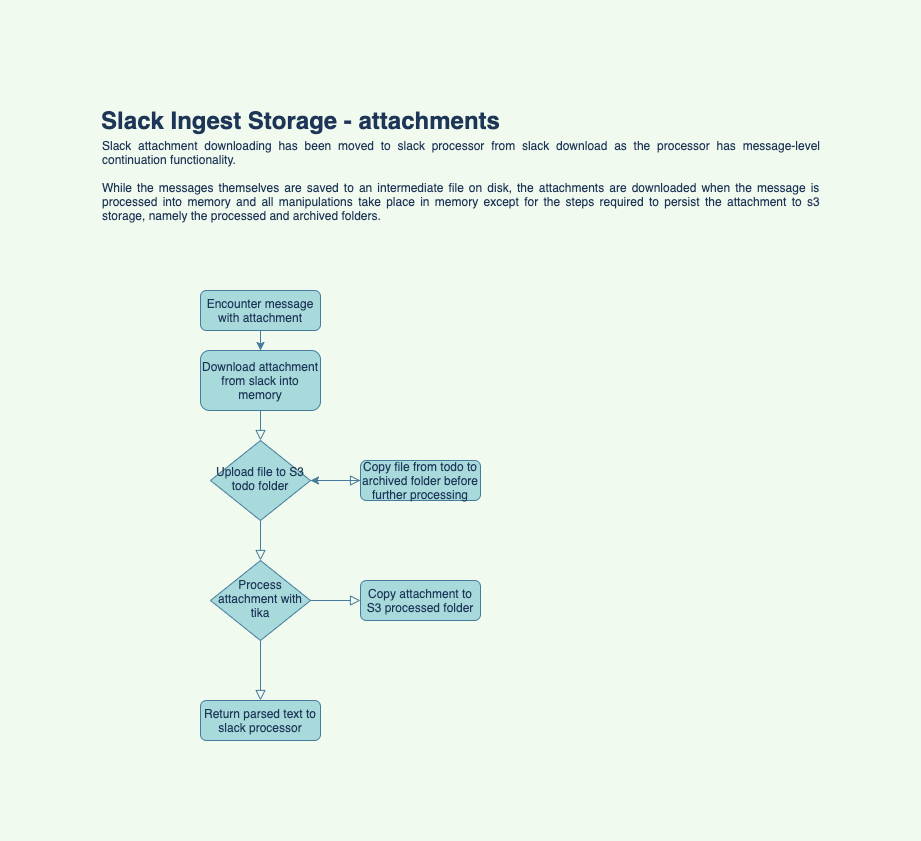 Slack Ingest Storage - attachments
Slack attachment downloading has been moved to slack processor from slack download as the processor has message-level
continuation functionality.
While the messages themselves are saved to an intermediate file on disk, the attachments are downloaded when the message is
processed into memory and all manipulations take place in memory except for the steps required to persist the attachment to s3
storage, namely the processed and archived folders.
Encounter message
with attachment
Download attachment
from slack into
memory
Upload file to S3
todo folder
Copy file from todo to
archived folder before
further processing
Process
attachment with
tika
Copy attachment to
S3 processed folder
Return parsed text to
slack processor